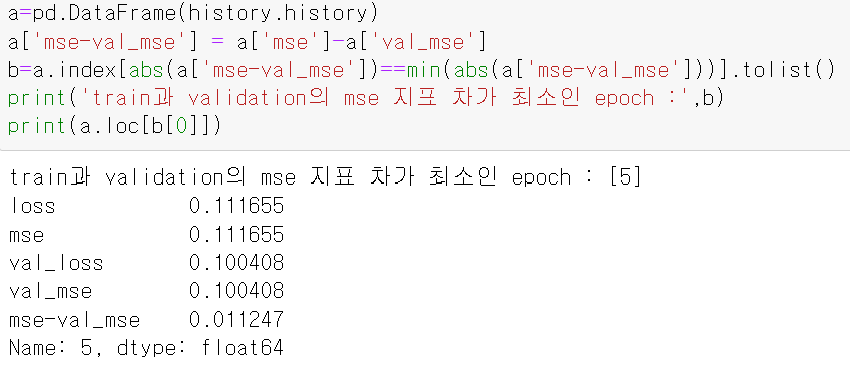 a=pd.DataFrame(history.history)
a['mse-val_mse'] = a['mse']-a['val_mse']
b=a.index[abs(a['mse-val_mse'])==min(abs(a['mse-val_mse']))].tolist()
print('train과 validation의 mse 지표 차가 최소인 epoch :',b)
print(a.loc[b[0]])
train과 validation의 mse 지표 차가 최소인 epoch : [5]
loss 0.111655
mse 0.111655
val_loss 0.100408
val_mse 0.100408
mse-val_mse 0.011247
Name: 5, dtype: float64